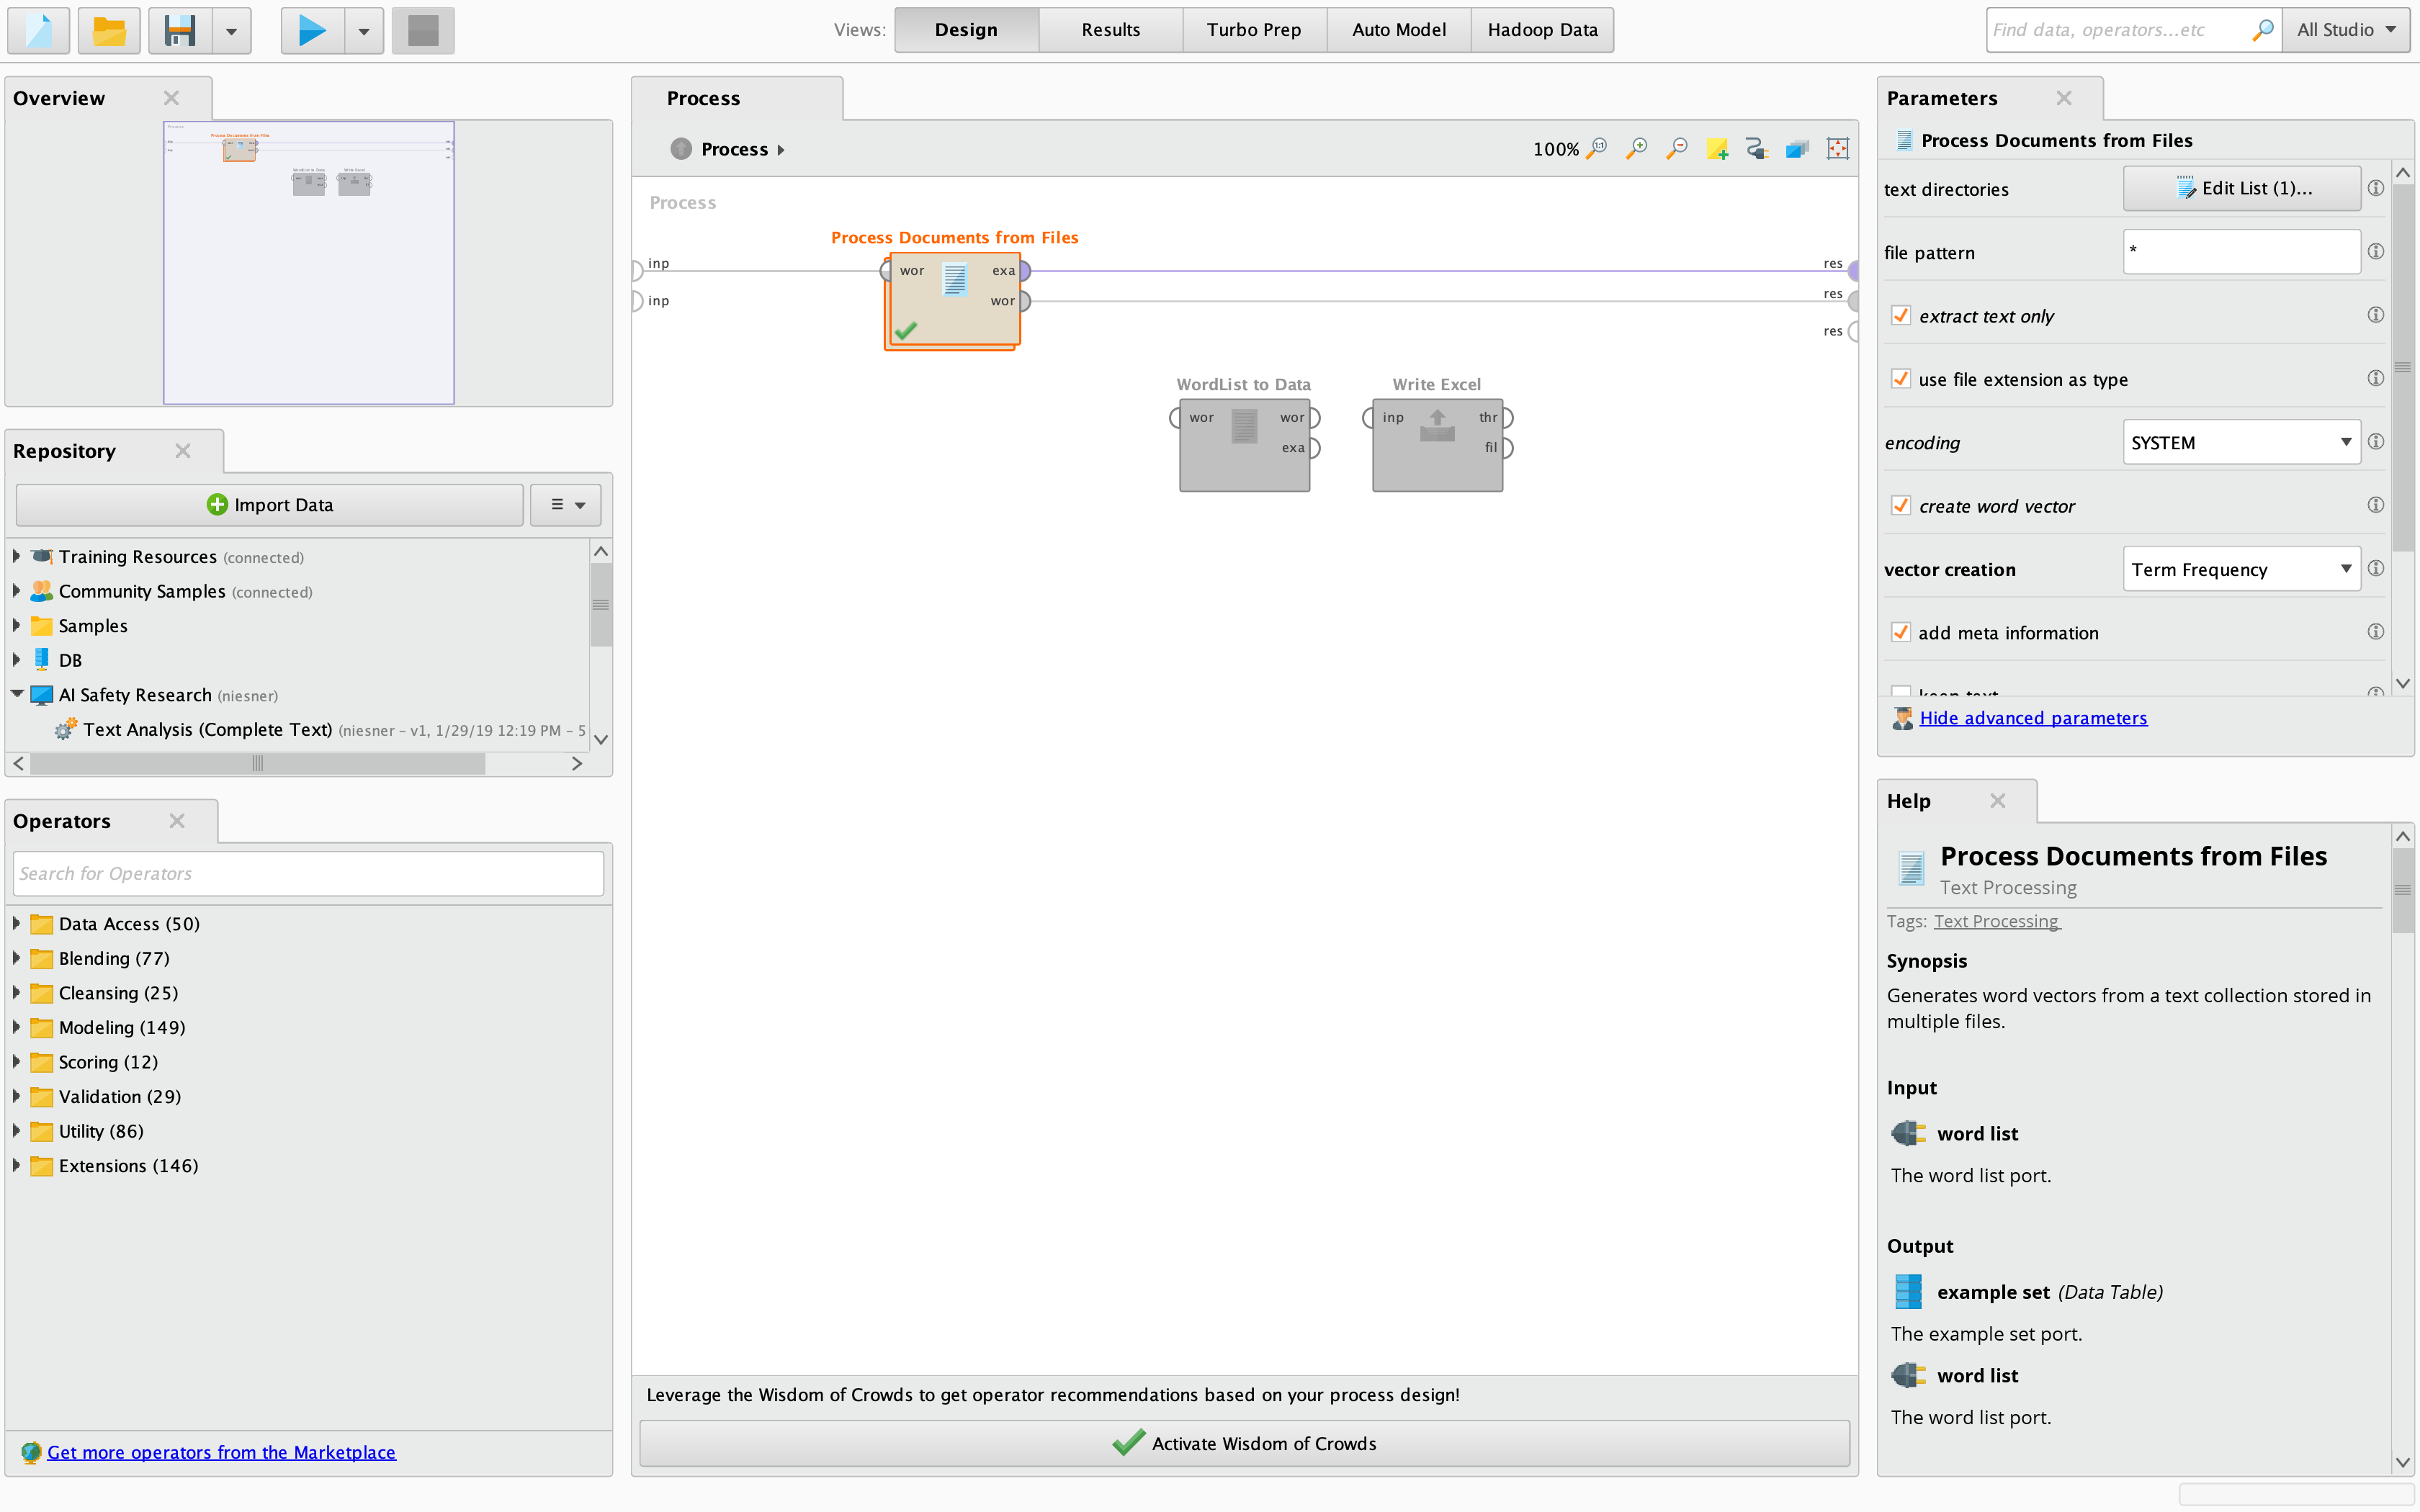 Views:
Design
Results
Turbo Prep
Auto Model
Hadoop Data
Find data, operators...etc
All Studio
Overview
Repository
Import Data
Training Resources (connected)
Community Samples (connected)
Samples
DB
AI Safety Research (niesner)
Text Analysis (Complete Text) (niesner – v1, 1/29/19 12:19 PM – 5
Operators
Search for Operators
Data Access (50)
Blending (77)
Cleansing (25)
Modeling (149)
Scoring (12)
Validation (29)
Utility (86)
Extensions (146)
Get more operators from the Marketplace
Process
Process
100%
Process
Process Documents from Files
inp
wor
exa
res
inp
wor
res
res
WordList to Data
Write Excel
wor
wor
inp
thr
exa
fil
Leverage the Wisdom of Crowds to get operator recommendations based on your process design!
Activate Wisdom of Crowds
Parameters
Process Documents from Files
text directories
Edit List (1)...
file pattern
*
extract text only
use file extension as type
encoding
SYSTEM
create word vector
vector creation
Term Frequency
add meta information
keep text
Hide advanced parameters
Help
Process Documents from Files
Text Processing
Tags: Text Processing
Synopsis
Generates word vectors from a text collection stored in
multiple files.
Input
word list
The word list port.
Output
example set (Data Table)
The example set port.
word list
The word list port.